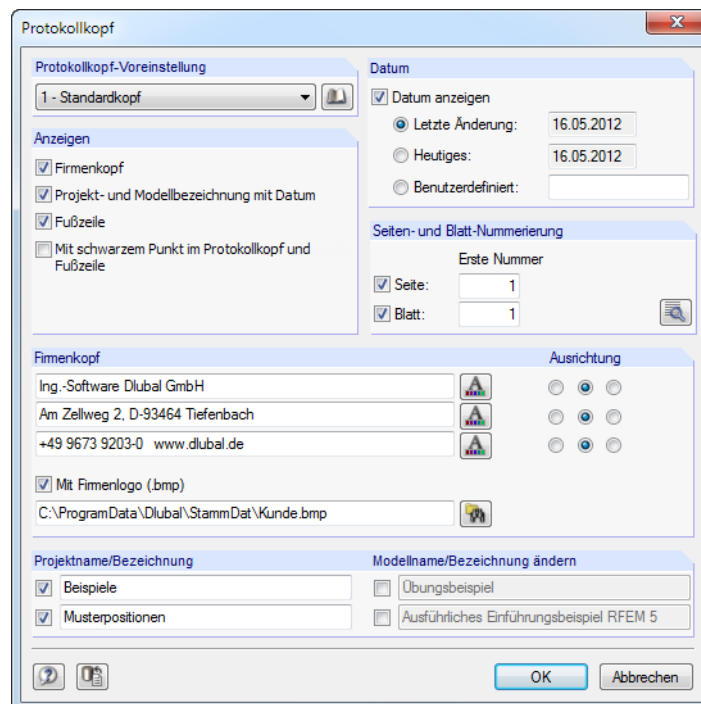 Protokollkopf
Protokollkopf-Voreinstellung
1 - Standardkopf
Anzeigen
Firmenkopf
Projekt- und Modellbezeichnung mit Datum
Fußzeile
Mit schwarzem Punkt im Protokollkopf und
Fußzeile
Datum
Datum anzeigen
Letzte Änderung: 16.05.2012
Heutiges: 16.05.2012
Benutzerdefiniert:
Seiten- und Blatt-Nummerierung
Erste Nummer
Seite: 1
Blatt: 1
Firmenkopf Ausrichtung
Ing.-Software Dlubal GmbH
Am Zellweg 2, D-93464 Tiefenbach
+49 9673 9203-0 www.dlubal.de
Mit Firmenlogo (.bmp)
C:\ProgramData\Dlubal\StammDat\Kunde.bmp
Projektname/Bezeichnung
Beispiele
Musterpositionen
Modellname/Bezeichnung ändern
Übungsbeispiel
Ausführliches Einführungsbeispiel RFEM 5
OK Abbrechen